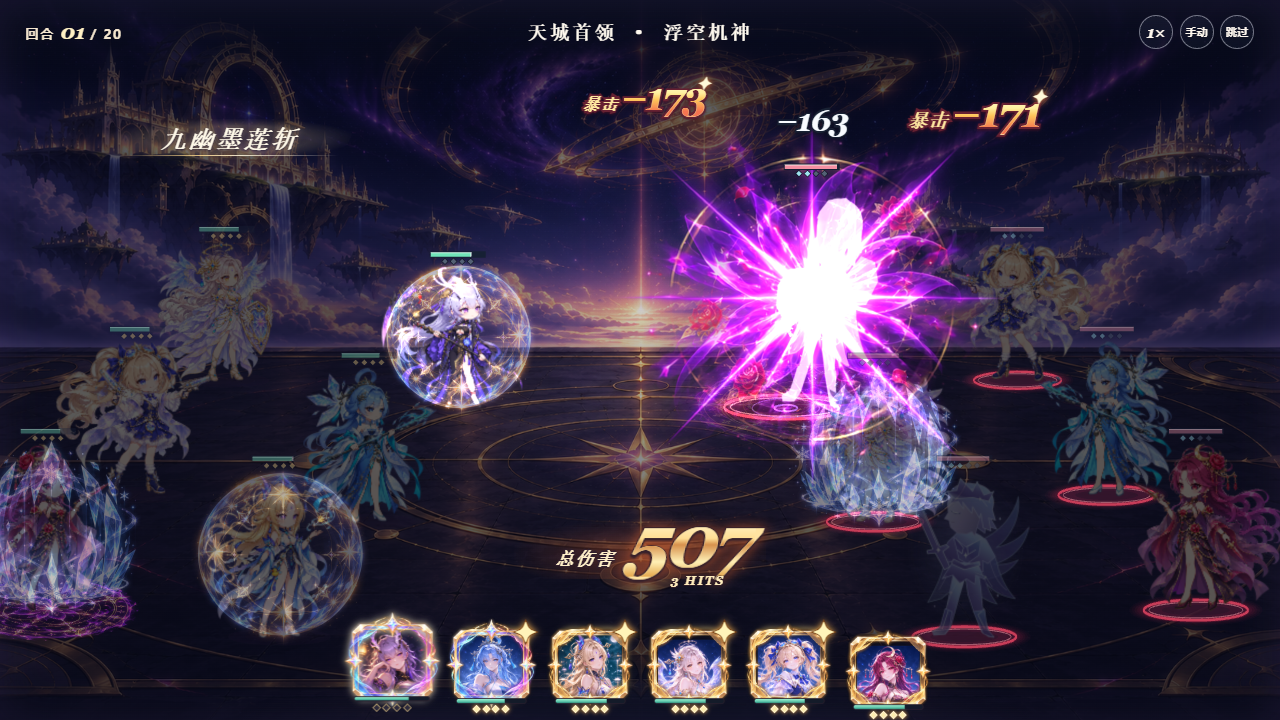 回合 01 / 20
天城首领 • 浮空机神
1×
手动
跳过
暴击 −173
−163
暴击 −171
九幽墨莲斩
总伤害 507
3 HITS